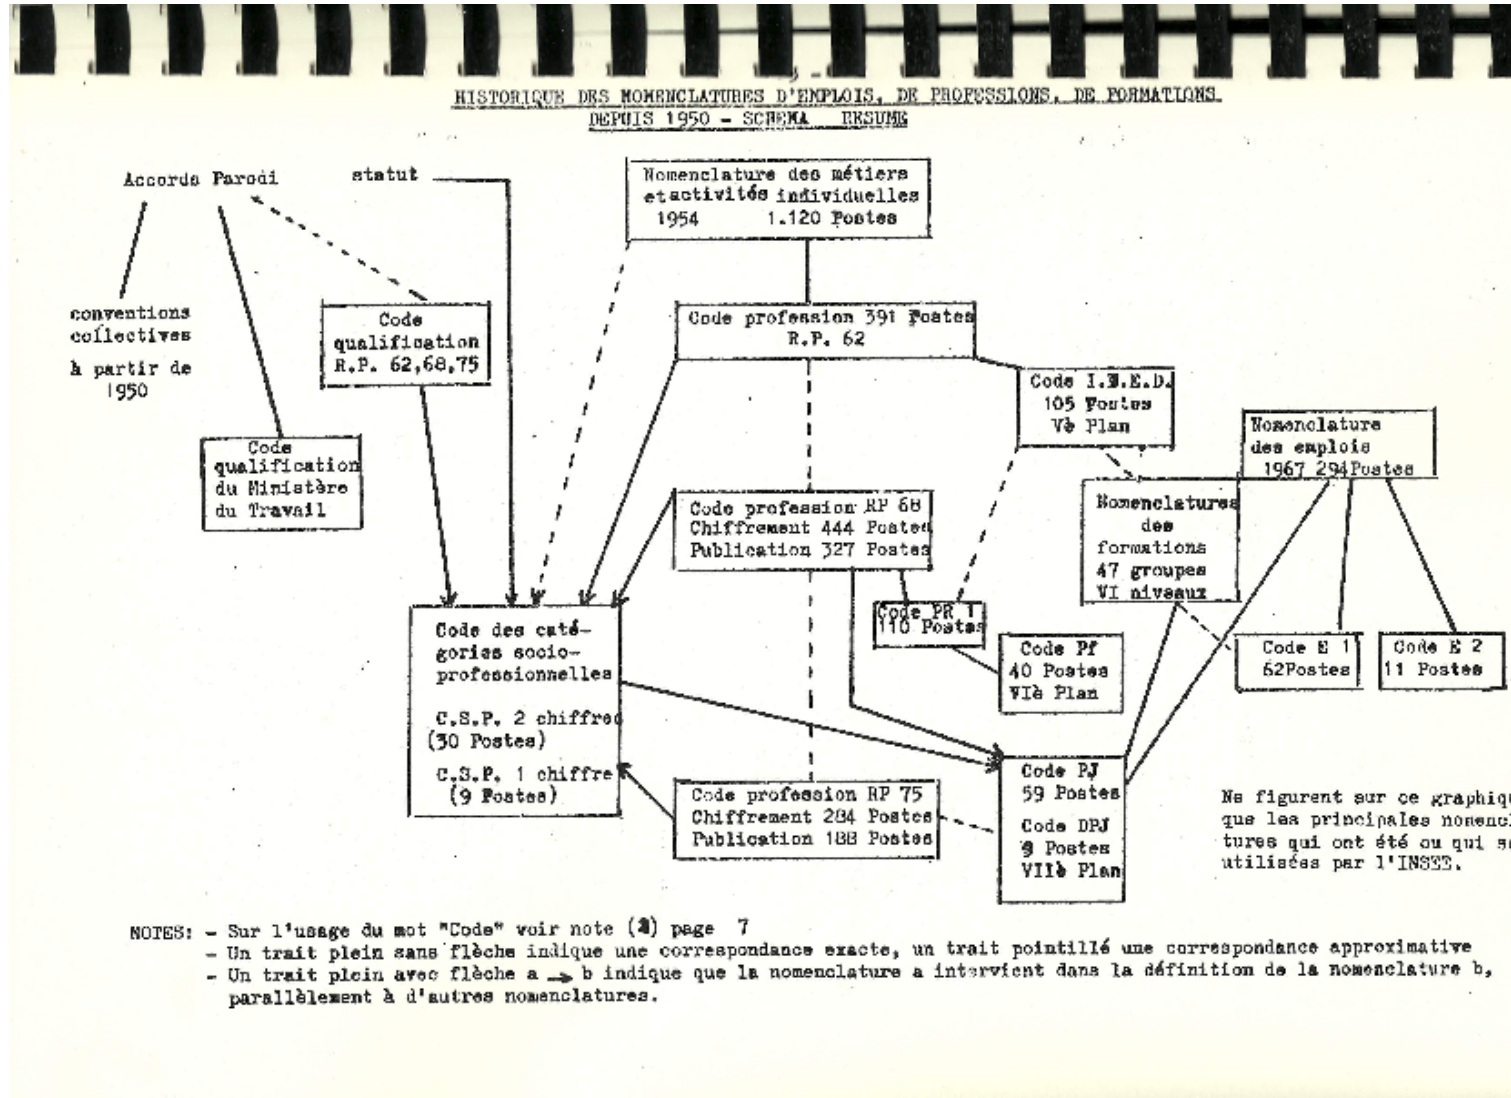 HISTORIQUE DES NOMENCLATURES D'EMPLOIS, DE PROFESSIONS, DE FORMATIONS
DEPUIS 1950 - SCHEMA RESUME
Accords Parodi
statut
Nomenclature des métiers
et activités individuelles
1954 1.120 Postes
conventions
collectives
à partir de
1950
Code
qualification
R.P. 62,68,75
Code profession 391 Postes
R.P. 62
Code I.N.E.D.
105 Postes
Vè Plan
Nomenclature
des emplois
1967 294 Postes
Code
qualification
du Ministère
du Travail
Code profession RP 68
Chiffrement 444 Postes
Publication 327 Postes
Nomenclatures
des
formations
47 groupes
VI niveaux
Code PR 1
110 Postes
Code Pf
40 Postes
VIè Plan
Code E 1
62Postes
Code E 2
11 Postes
Code des caté-
gories socio-
professionnelles
C.S.P. 2 chiffres
(30 Postes)
C.S.P. 1 chiffre
(9 Postes)
Code profession RP 75
Chiffrement 284 Postes
Publication 188 Postes
Code PJ
59 Postes
Code DPJ
9 Postes
VIIè Plan
Ne figurent sur ce graphiqu
que les principales nomencl
tures qui ont été ou qui so
utilisées par l'INSEE.
NOTES: - Sur l'usage du mot "Code" voir note page 7
- Un trait plein sans flèche indique une correspondance exacte, un trait pointillé une correspondance approximative
- Un trait plein avec flèche a → b indique que la nomenclature a intervient dans la définition de la nomenclature b,
parallèlement à d'autres nomenclatures.